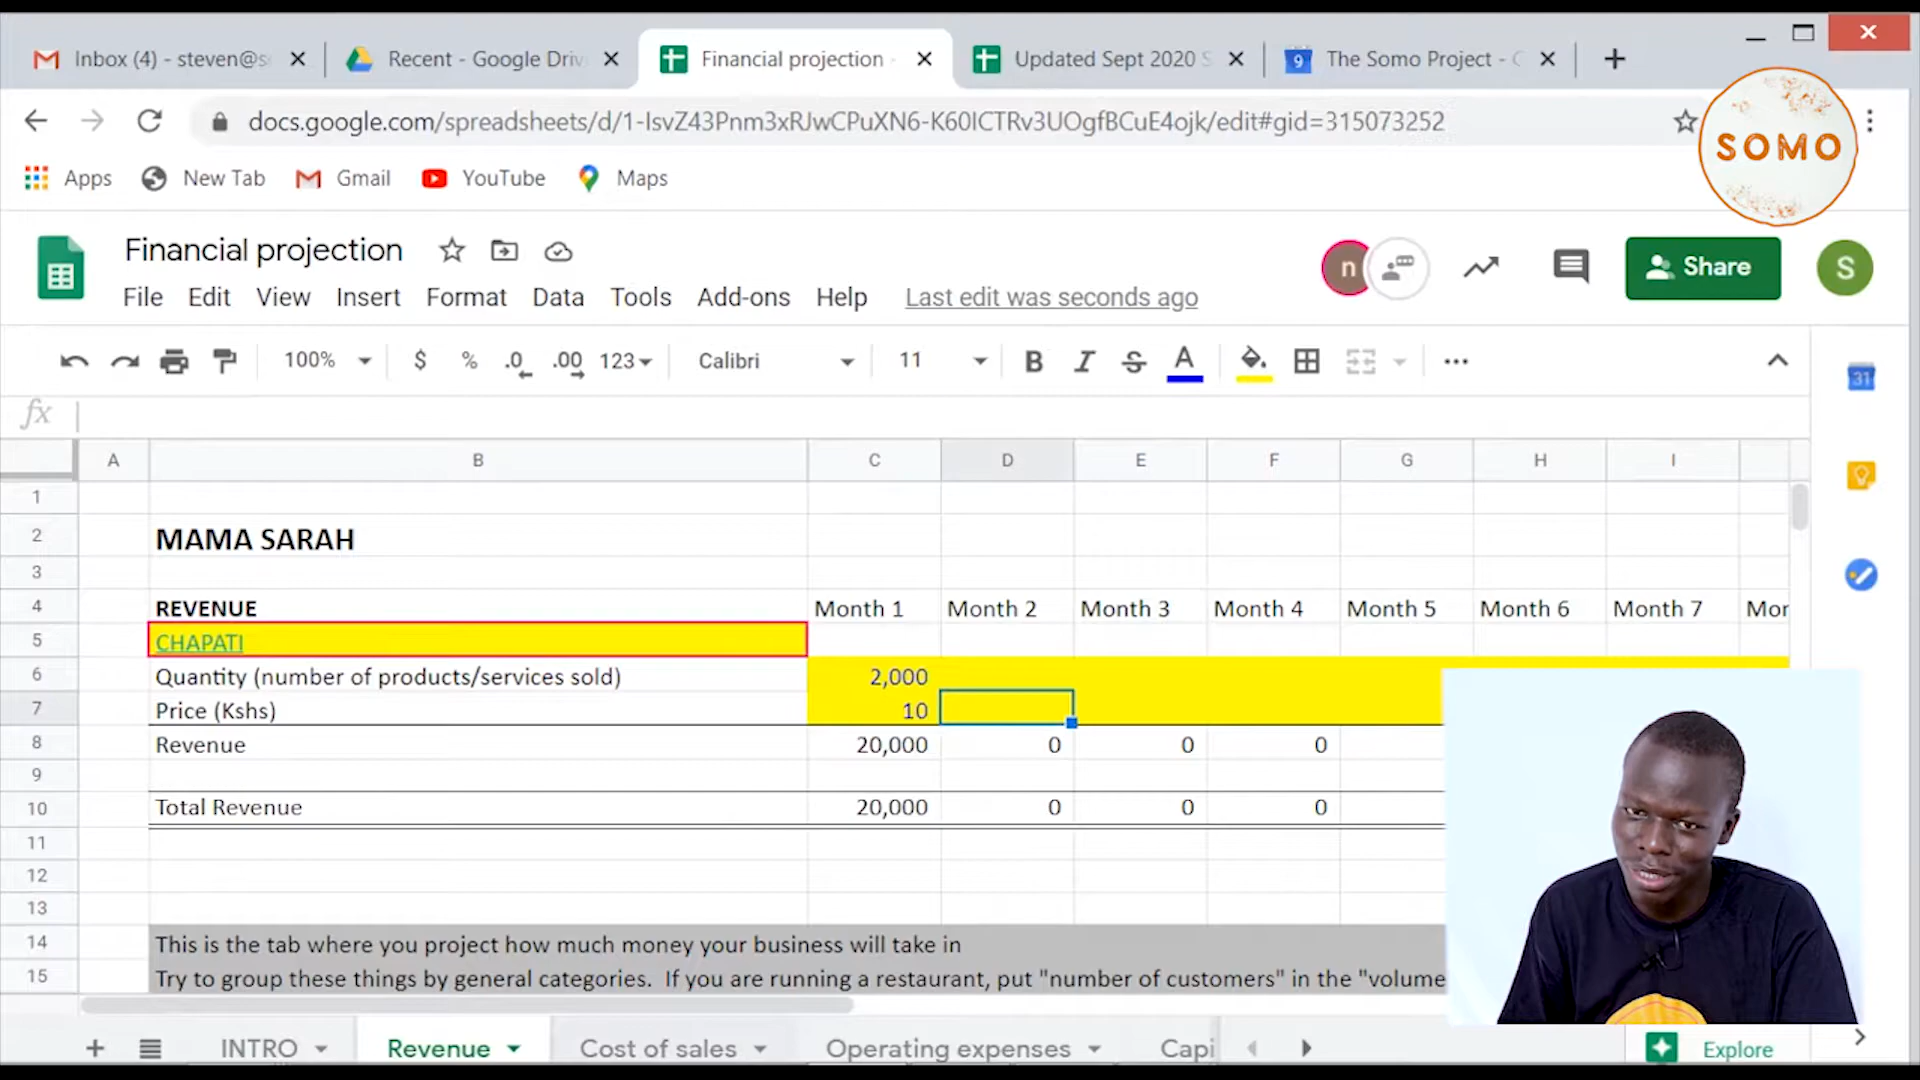 Inbox (4) - steven@s
Recent - Google Driv
Financial projection -
Updated Sept 2020 S
9
The Somo Project - C
docs.google.com/spreadsheets/d/1-IsvZ43Pnm3xRJwCPuXN6-K60ICTRv3UOgfBCuE4ojk/edit#gid=315073252
SOMO
Apps
New Tab
Gmail
YouTube
Maps
Financial projection
n
Share
S
File Edit View Insert Format Data Tools Add-ons Help Last edit was seconds ago
100% $ % .0 .00 123 Calibri 11 B I S A
31
fx
A B C D E F G H I
1
2 MAMA SARAH
3
4 REVENUE Month 1 Month 2 Month 3 Month 4 Month 5 Month 6 Month 7 Mon
5 CHAPATI
6 Quantity (number of products/services sold) 2,000
7 Price (Kshs) 10
8 Revenue 20,000 0 0 0
9
10 Total Revenue 20,000 0 0 0
11
12
13
14 This is the tab where you project how much money your business will take in
15 Try to group these things by general categories. If you are running a restaurant, put "number of customers" in the "volume
INTRO Revenue Cost of sales Operating expenses Capi Explore